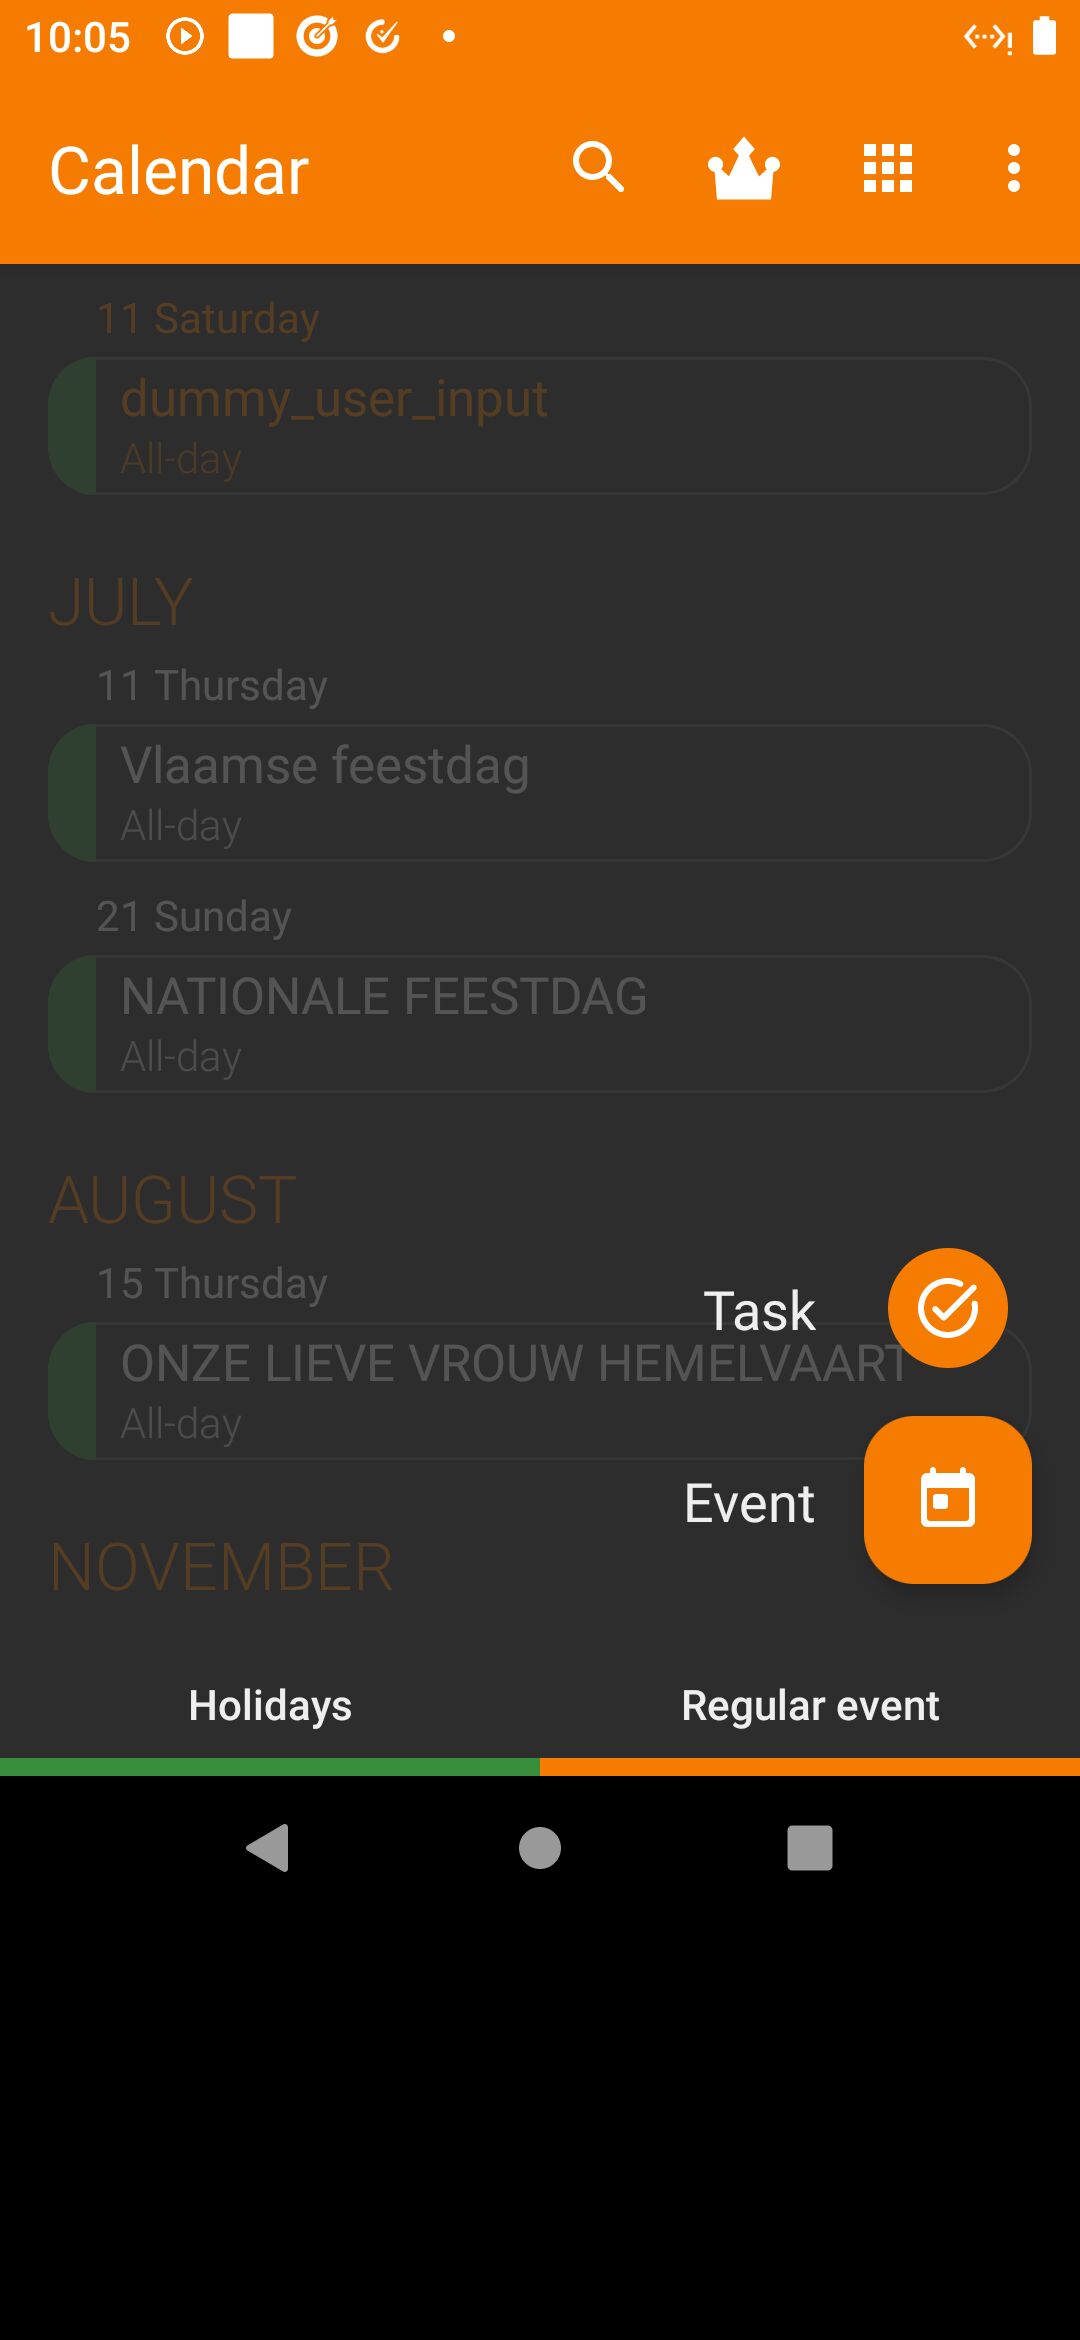 10:05
Calendar
11 Saturday
dummy_user_input
All-day
JULY
11 Thursday
Vlaamse feestdag
All-day
21 Sunday
NATIONALE FEESTDAG
All-day
AUGUST
15 Thursday
Task
ONZE LIEVE VROUW HEMELVAART
All-day
Event
NOVEMBER
Holidays
Regular event